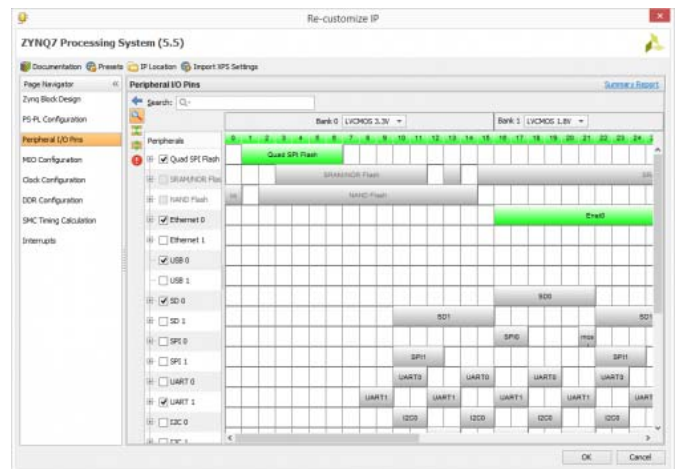 Re-customize IP
ZYNQ7 Processing System (5.5)
Documentation Presets IP Location Import XPS Settings
Page Navigator «
Peripheral I/O Pins Summary Report
Zynq Block Design
PS-PL Configuration
Peripheral I/O Pins
MIO Configuration
Clock Configuration
DDR Configuration
SMC Timing Calculation
Interrupts
Search:
Bank 0 LVCMOS 3.3V Bank 1 LVCMOS 1.8V
Peripherals 0 1 2 3 4 5 6 7 8 9 10 11 12 13 14 15 16 17 18 19 20 21 22 23 24
Quad SPI Flash Quad SPI Flash
SRAM/NOR Flas SRAM/NOR Flash
NAND Flash NAND Flash
Ethernet 0 Enet0
Ethernet 1
USB 0
USB 1
SD 0 SD0
SD 1 SD1 SD1
SPI 0 SPI0
SPI 1 SPI1 SPI1
UART 0 UART0 UART0 UART0 UART0
UART 1 UART1 UART1 UART1 UART1 UART
I2C 0 I2C0 I2C0 I2C0 I2C0
I2C 1
OK Cancel